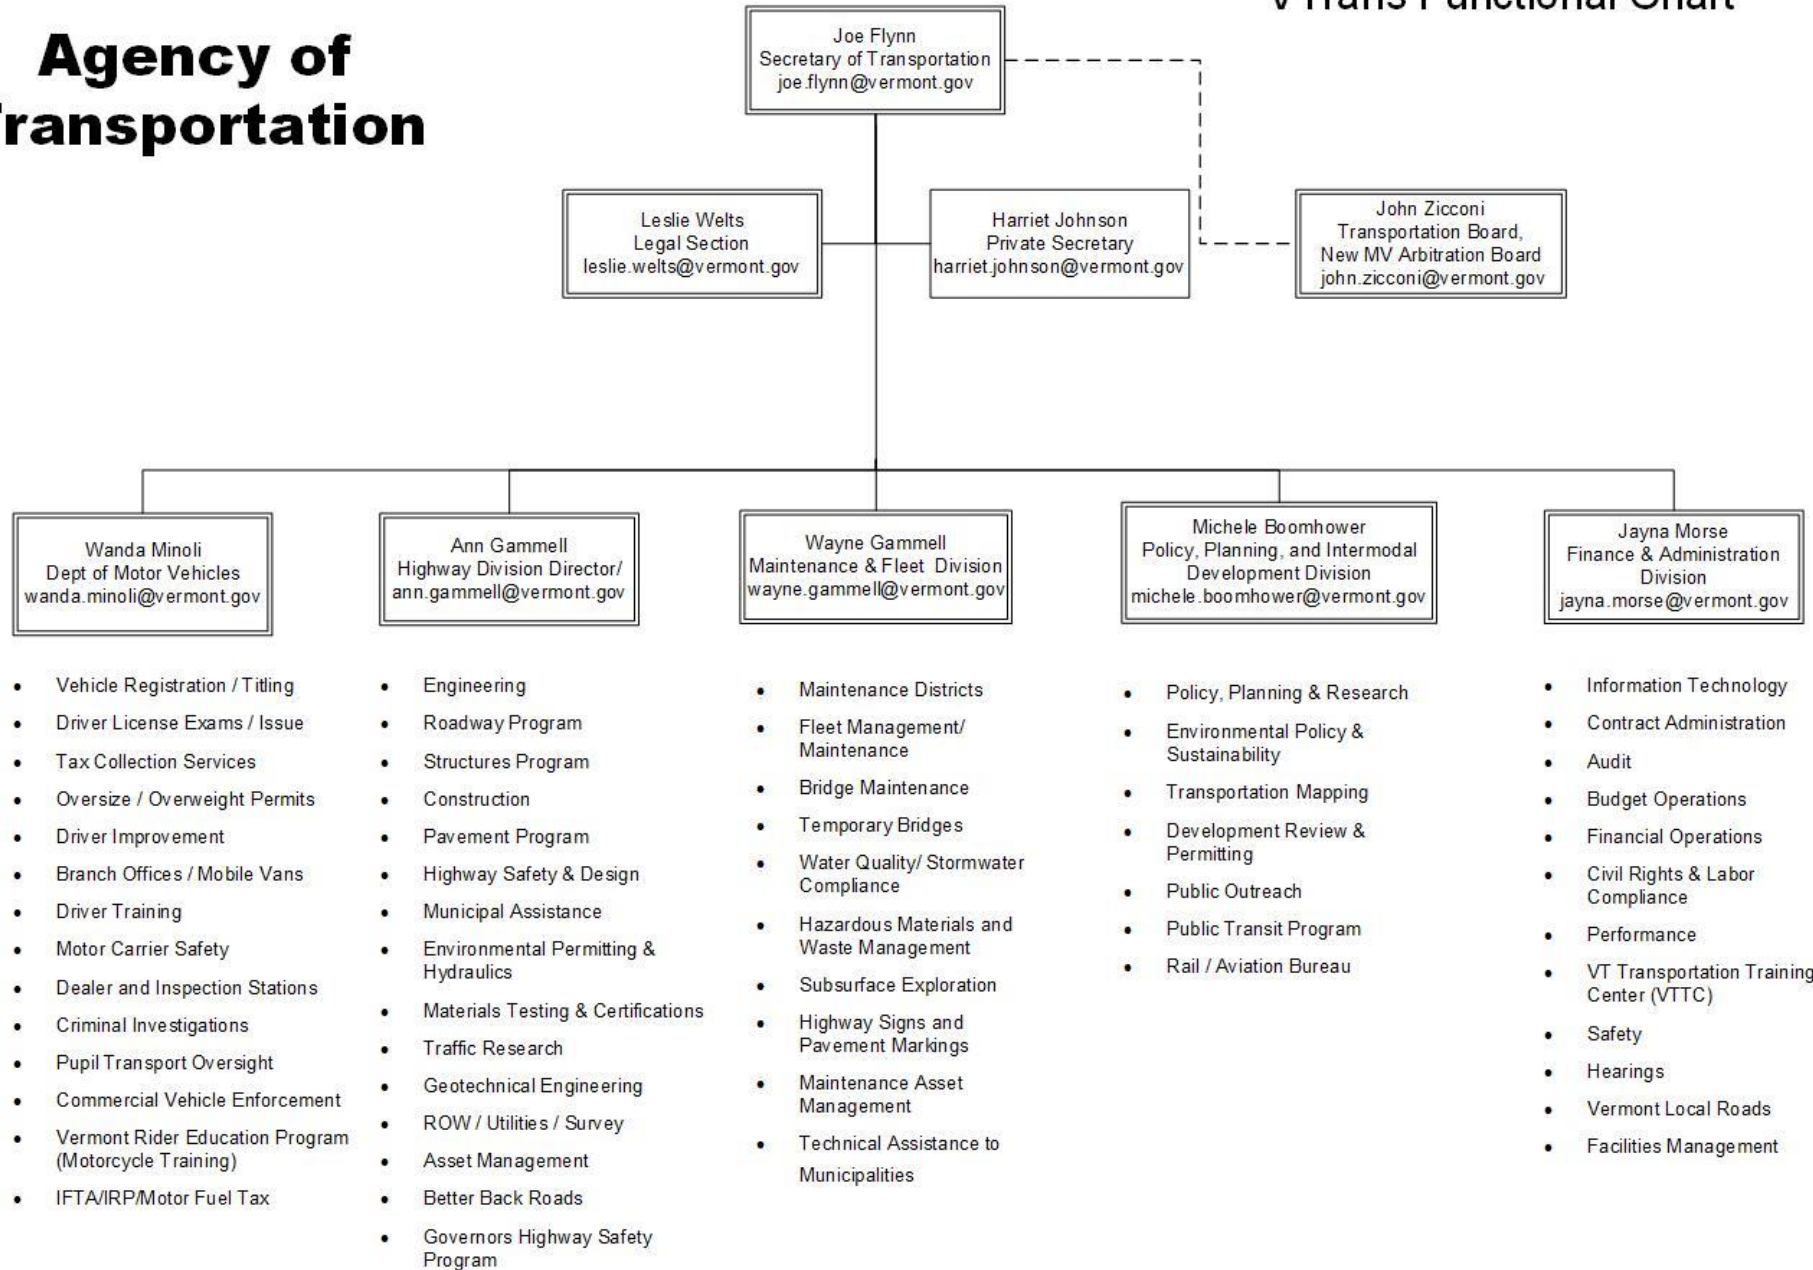 VTrans Functional Chart
Agency of
Transportation
Joe Flynn
Secretary of Transportation
joe.flynn@vermont.gov
Leslie Welts
Legal Section
leslie.welts@vermont.gov
Harriet Johnson
Private Secretary
harriet.johnson@vermont.gov
John Zicconi
Transportation Board,
New MV Arbitration Board
john.zicconi@vermont.gov
Wanda Minoli
Dept of Motor Vehicles
wanda.minoli@vermont.gov
Ann Gammell
Highway Division Director/
ann.gammell@vermont.gov
Wayne Gammell
Maintenance & Fleet Division
wayne.gammell@vermont.gov
Michele Boomhower
Policy, Planning, and Intermodal
Development Division
michele.boomhower@vermont.gov
Jayna Morse
Finance & Administration
Division
jayna.morse@vermont.gov
• Vehicle Registration / Titling
• Driver License Exams / Issue
• Tax Collection Services
• Oversize / Overweight Permits
• Driver Improvement
• Branch Offices / Mobile Vans
• Driver Training
• Motor Carrier Safety
• Dealer and Inspection Stations
• Criminal Investigations
• Pupil Transport Oversight
• Commercial Vehicle Enforcement
• Vermont Rider Education Program
(Motorcycle Training)
• IFTA/IRP/Motor Fuel Tax
• Engineering
• Roadway Program
• Structures Program
• Construction
• Pavement Program
• Highway Safety & Design
• Municipal Assistance
• Environmental Permitting &
Hydraulics
• Materials Testing & Certifications
• Traffic Research
• Geotechnical Engineering
• ROW / Utilities / Survey
• Asset Management
• Better Back Roads
• Governors Highway Safety
Program
• Maintenance Districts
• Fleet Management/
Maintenance
• Bridge Maintenance
• Temporary Bridges
• Water Quality/ Stormwater
Compliance
• Hazardous Materials and
Waste Management
• Subsurface Exploration
• Highway Signs and
Pavement Markings
• Maintenance Asset
Management
• Technical Assistance to
Municipalities
• Policy, Planning & Research
• Environmental Policy &
Sustainability
• Transportation Mapping
• Development Review &
Permitting
• Public Outreach
• Public Transit Program
• Rail / Aviation Bureau
• Information Technology
• Contract Administration
• Audit
• Budget Operations
• Financial Operations
• Civil Rights & Labor
Compliance
• Performance
• VT Transportation Training
Center (VTTC)
• Safety
• Hearings
• Vermont Local Roads
• Facilities Management